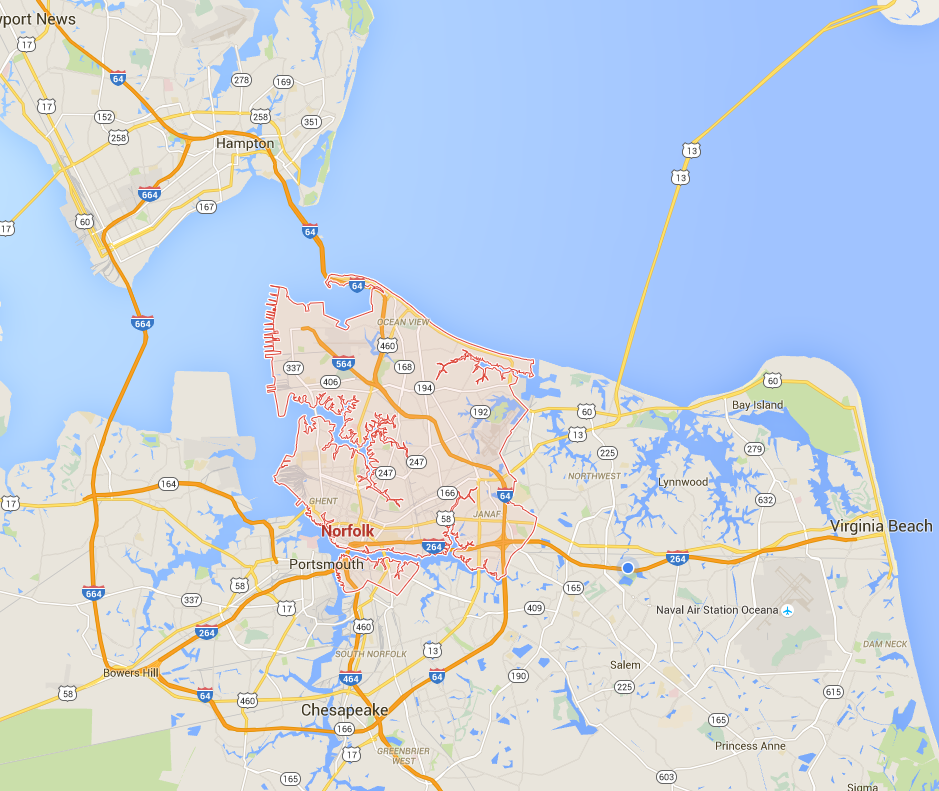 wport News
17
64
278
169
17
152
258
258
351
Hampton
13
13
664
167
60
17
64
64
664
OCEAN VIEW
460
564
337
168
406
194
60
Bay Island
192
60
13
279
225
247
247
NORTHWEST
Lynnwood
164
166
64
632
17
GHENT
58
JANAF
Virginia Beach
Norfolk
264
264
Portsmouth
58
165
664
337
17
409
Naval Air Station Oceana
460
264
DAM NECK
SOUTH NORFOLK
13
Salem
Bowers Hill
464
64
190
225
58
64
460
615
Chesapeake
166
165
GREENBRIER
WEST
17
Princess Anne
165
603
Sigma